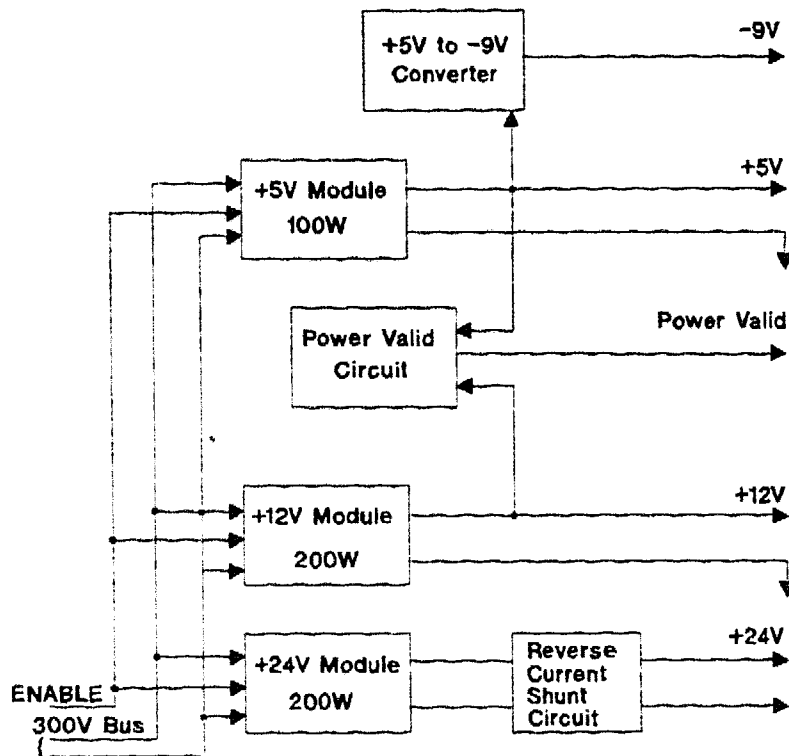 +5V to -9V
Converter
-9V
+5V Module
100W
+5V
Power Valid
Circuit
Power Valid
+12V Module
200W
+12V
+24V Module
200W
Reverse
Current
Shunt
Circuit
+24V
ENABLE
300V Bus